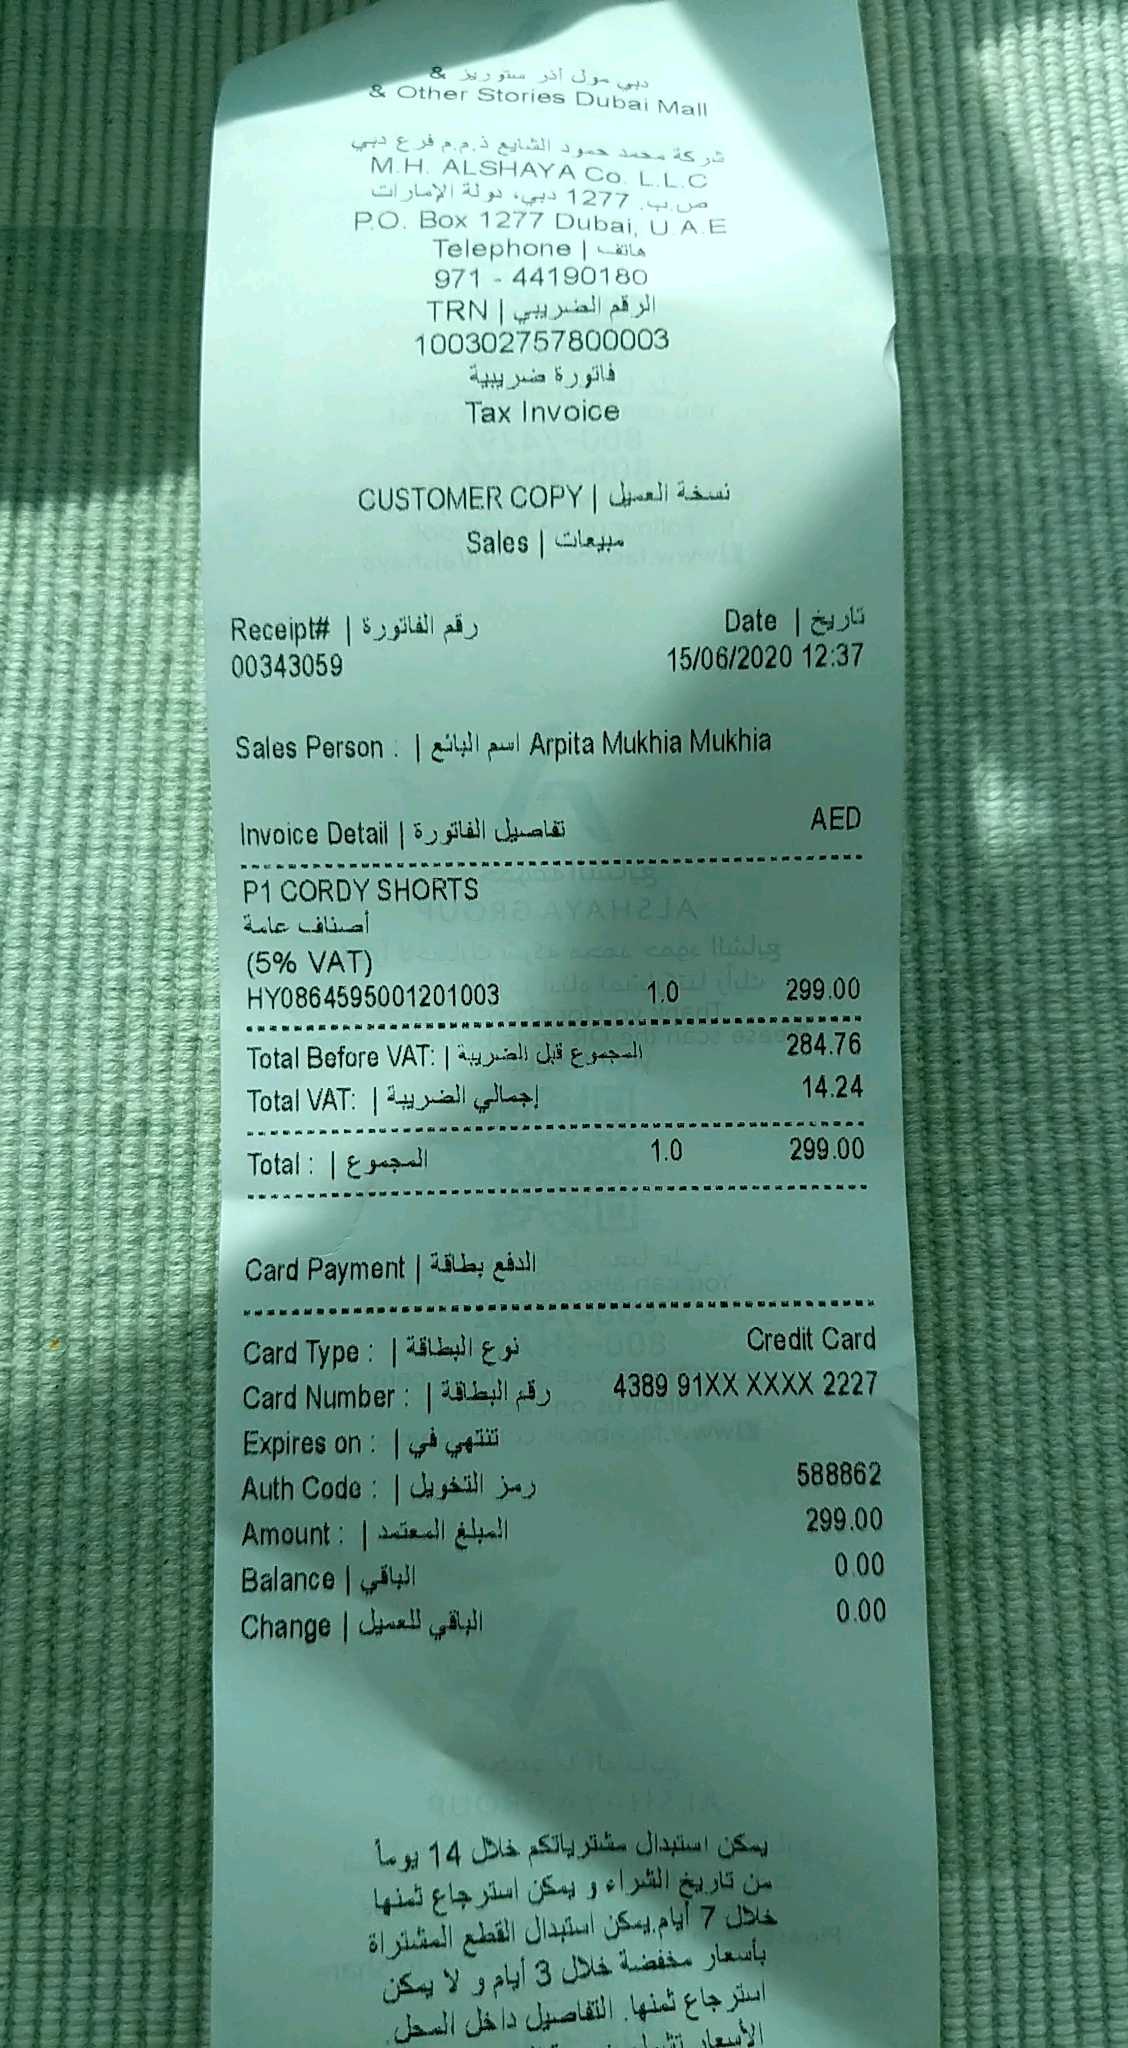 دبي مول أذر ستوريز &
& Other Stories Dubai Mall
شركة محمد حمود الشايع ذ.م.م فرع دبي
M.H. ALSHAYA Co. L.L.C
ص.ب. 1277 دبي، دولة الإمارات
P.O. Box 1277 Dubai, U.A.E
Telephone | هاتف
971 - 44190180
TRN | الرقم الضريبي
100302757800003
فاتورة ضريبية
Tax Invoice
CUSTOMER COPY | نسخة العميل
Sales | مبيعات
Receipt# | رقم الفاتورة Date | تاريخ
00343059 15/06/2020 12:37
Sales Person : | اسم البائع Arpita Mukhia Mukhia
Invoice Detail | تفاصيل الفاتورة AED
P1 CORDY SHORTS
أصناف عامة
(5% VAT)
HY0864595001201003 1.0 299.00
Total Before VAT: | المجموع قبل الضريبة 284.76
Total VAT: | إجمالي الضريبة 14.24
Total : | المجموع 1.0 299.00
Card Payment | الدفع بطاقة
Card Type : | نوع البطاقة Credit Card
Card Number : | رقم البطاقة 4389 91XX XXXX 2227
Expires on : | تنتهي في
Auth Code : | رمز التخويل 588862
Amount : | المبلغ المعتمد 299.00
Balance | الباقي 0.00
Change | الباقي للعميل 0.00
يمكن استبدال مشترياتكم خلال 14 يوماً
من تاريخ الشراء و يمكن استرجاع ثمنها
خلال 7 أيام.يمكن استبدال القطع المشتراة
بأسعار مخفضة خلال 3 أيام و لا يمكن
استرجاع ثمنها. التفاصيل داخل المحل.
الأسعار تشمل